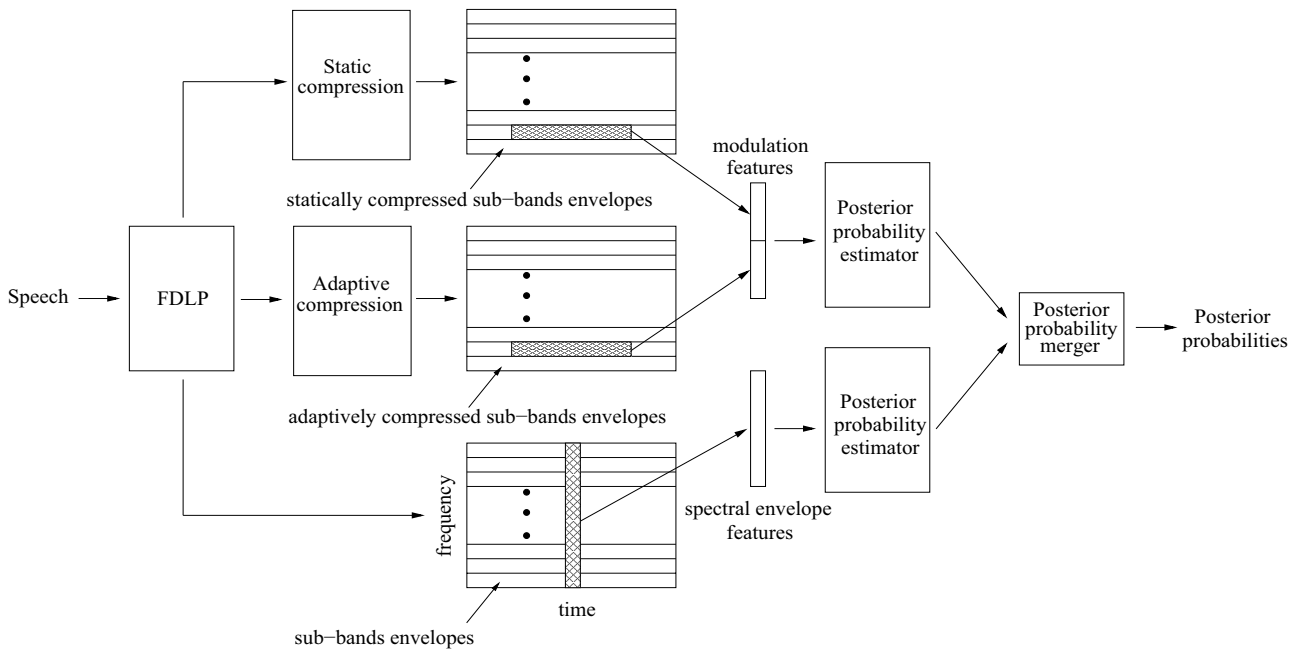 Static
compression
statically compressed sub−bands envelopes
modulation
features
Posterior
probability
estimator
Speech
FDLP
Adaptive
compression
adaptively compressed sub−bands envelopes
Posterior
probability
merger
Posterior
probabilities
Posterior
probability
estimator
frequency
spectral envelope
features
time
sub−bands envelopes